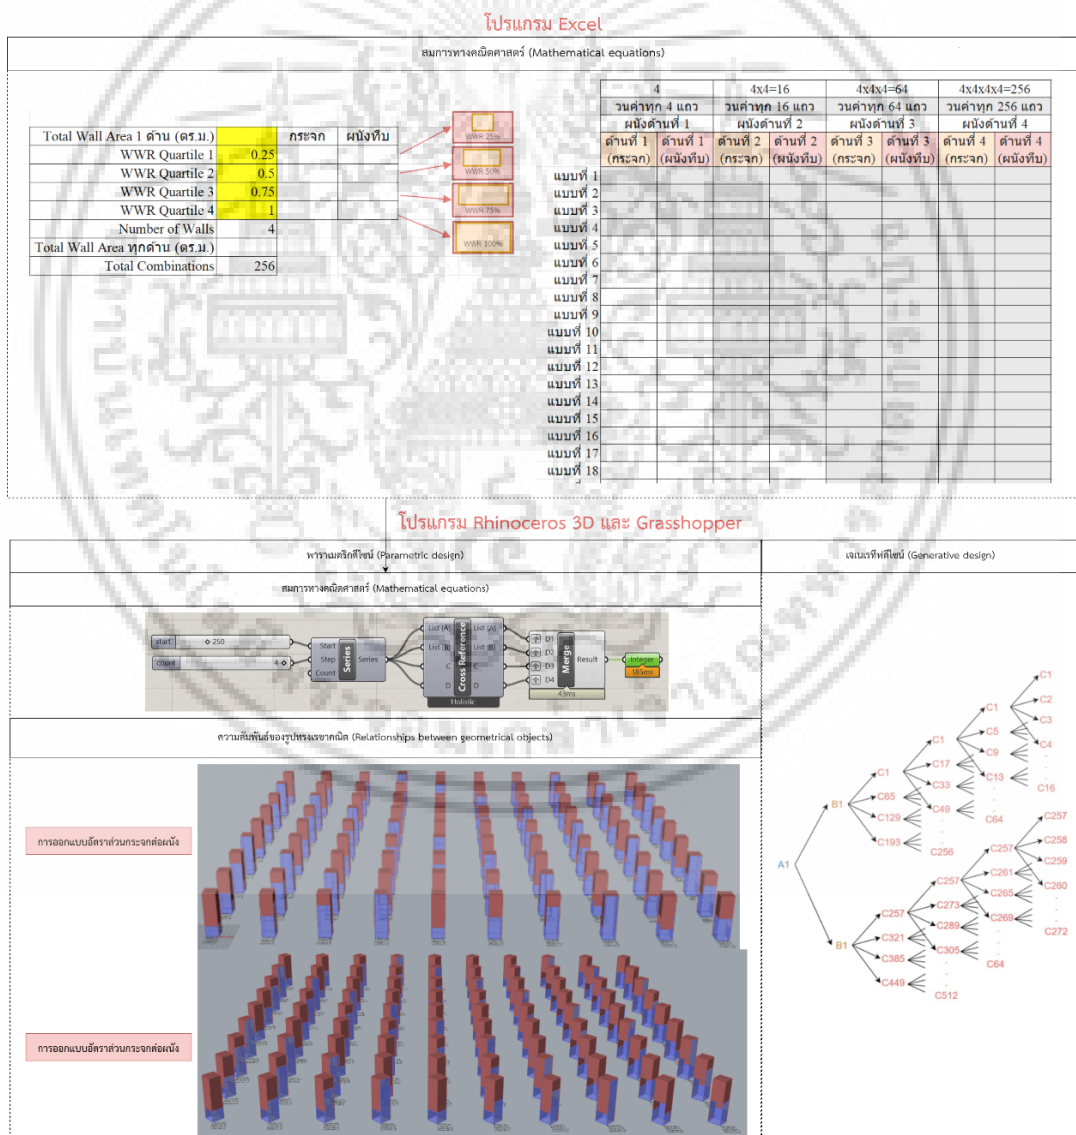 โปรแกรม Excel
สมการทางคณิตศาสตร์ (Mathematical equations)
Total Wall Area 1 ด้าน (ตร.ม.) กระจก ผนังทึบ
WWR Quartile 1 0.25
WWR Quartile 2 0.5
WWR Quartile 3 0.75
WWR Quartile 4 1
Number of Walls 4
Total Wall Area ทุกด้าน (ตร.ม.)
Total Combinations 256
WWR 25%
WWR 50%
WWR 75%
WWR 100%
4 4x4=16 4x4x4=64 4x4x4x4=256
วนค่าทุก 4 แถว วนค่าทุก 16 แถว วนค่าทุก 64 แถว วนค่าทุก 256 แถว
ผนังด้านที่ 1 ผนังด้านที่ 2 ผนังด้านที่ 3 ผนังด้านที่ 4
ด้านที่ 1 ด้านที่ 1 ด้านที่ 2 ด้านที่ 2 ด้านที่ 3 ด้านที่ 3 ด้านที่ 4 ด้านที่ 4
(กระจก) (ผนังทึบ) (กระจก) (ผนังทึบ) (กระจก) (ผนังทึบ) (กระจก) (ผนังทึบ)
แบบที่ 1
แบบที่ 2
แบบที่ 3
แบบที่ 4
แบบที่ 5
แบบที่ 6
แบบที่ 7
แบบที่ 8
แบบที่ 9
แบบที่ 10
แบบที่ 11
แบบที่ 12
แบบที่ 13
แบบที่ 14
แบบที่ 15
แบบที่ 16
แบบที่ 17
แบบที่ 18
โปรแกรม Rhinoceros 3D และ Grasshopper
พาราเมตริกดีไซน์ (Parametric design)
สมการทางคณิตศาสตร์ (Mathematical equations)
start 250
count 4
Start
Step
Count
Series
Series
List (A)
List (B)
C
D
Cross Reference
List (A)
List (B)
C
D
Holistic
D1
D2
D3
D4
Merge
Result
43ms
Integer
185ms
ความสัมพันธ์ของรูปทรงเรขาคณิต (Relationships between geometrical objects)
การออกแบบอัตราส่วนกระจกต่อผนัง
การออกแบบอัตราส่วนกระจกต่อผนัง
เจเนเรทีฟดีไซน์ (Generative design)
A1
B1
C1
C65
C129
C193
C1
C17
C33
C49
C256
C1
C5
C9
C13
C64
C1
C2
C3
C4
C16
B1
C257
C321
C385
C449
C257
C273
C289
C305
C512
C257
C261
C265
C269
C64
C257
C258
C259
C260
C272